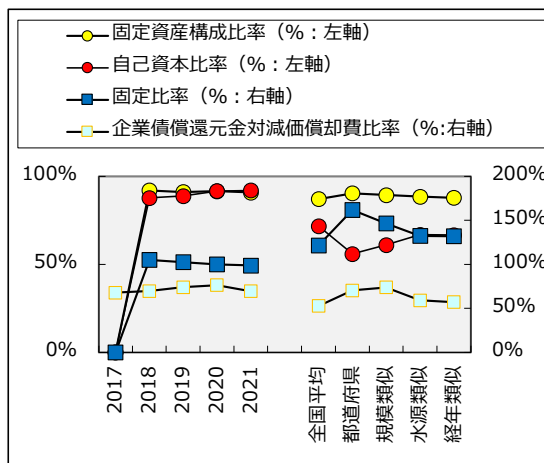 固定資産構成比率（%：左軸）
自己資本比率（%：左軸）
固定比率（%：右軸）
企業債償還元金対減価償却費比率（%:右軸）
100% 200%
150%
50% 100%
50%
0% 0%
2017 2018 2019 2020 2021 全国平均 都道府県 規模類似 水源類似 経年類似